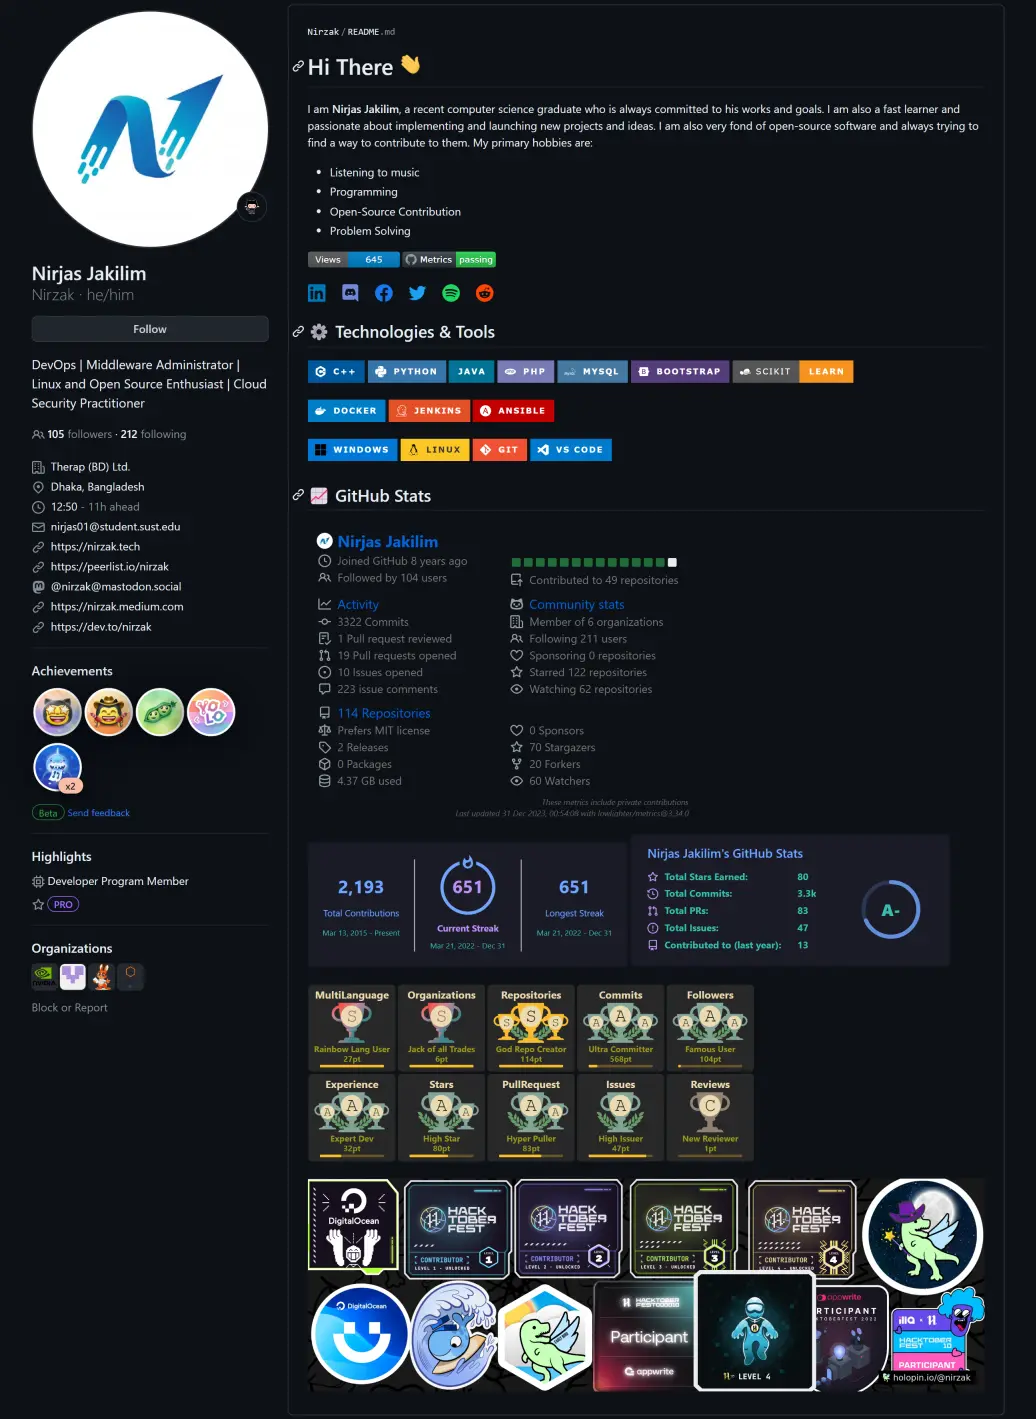 Nirjas Jakilim
Nirzak · he/him
Follow
DevOps | Middleware Administrator |
Linux and Open Source Enthusiast | Cloud
Security Practitioner
105 followers · 212 following
Therap (BD) Ltd.
Dhaka, Bangladesh
12:50 - 11h ahead
nirjas01@student.sust.edu
https://nirzak.tech
https://peerlist.io/nirzak
@nirzak@mastodon.social
https://nirzak.medium.com
https://dev.to/nirzak
Achievements
YOLO
x2
Beta Send feedback
Highlights
Developer Program Member
PRO
Organizations
NVIDIA
Block or Report
Nirzak / README.md
Hi There 👋
I am Nirjas Jakilim, a recent computer science graduate who is always committed to his works and goals. I am also a fast learner and
passionate about implementing and launching new projects and ideas. I am also very fond of open-source software and always trying to
find a way to contribute to them. My primary hobbies are:
• Listening to music
• Programming
• Open-Source Contribution
• Problem Solving
Views 645 Metrics passing
Technologies & Tools
C++ PYTHON JAVA PHP MYSQL BOOTSTRAP SCIKIT LEARN
DOCKER JENKINS ANSIBLE
WINDOWS LINUX GIT VS CODE
GitHub Stats
Nirjas Jakilim
Joined GitHub 8 years ago
Followed by 104 users
Contributed to 49 repositories
Activity
3322 Commits
1 Pull request reviewed
19 Pull requests opened
10 Issues opened
223 issue comments
Community stats
Member of 6 organizations
Following 211 users
Sponsoring 0 repositories
Starred 122 repositories
Watching 62 repositories
114 Repositories
Prefers MIT license
2 Releases
0 Packages
4.37 GB used
0 Sponsors
70 Stargazers
20 Forkers
60 Watchers
These metrics include private contributions
Last updated 31 Dec 2023, 00:54:08 with lowlighter/metrics@3.34.0
2,193
Total Contributions
Mar 13, 2015 - Present
651
Current Streak
Mar 21, 2022 - Dec 31
651
Longest Streak
Mar 21, 2022 - Dec 31
Nirjas Jakilim's GitHub Stats
Total Stars Earned: 80
Total Commits: 3.3k
Total PRs: 83
Total Issues: 47
Contributed to (last year): 13
A-
MultiLanguage Organizations Repositories Commits Followers
S S S S S A A A A A A
Rainbow Lang User Jack of all Trades God Repo Creator Ultra Committer Famous User
27pt 6pt 114pt 568pt 104pt
Experience Stars PullRequest Issues Reviews
A A A A A A A A C
Expert Dev High Star Hyper Puller High Issuer New Reviewer
32pt 80pt 83pt 47pt 1pt
DigitalOcean
HACKTOBERFEST
CONTRIBUTOR
LEVEL 1 - UNLOCKED
1
HACKTOBERFEST
CONTRIBUTOR
LEVEL 2 - UNLOCKED
2
HACKTOBERFEST
CONTRIBUTOR
LEVEL 3 - UNLOCKED
3
HACKTOBERFEST
CONTRIBUTOR
LEVEL 4 - UNLOCKED
4
DigitalOcean
Participant
appwrite
LEVEL 4
appwrite
HACKTOBERFEST 10
PARTICIPANT
holopin.io/@nirzak